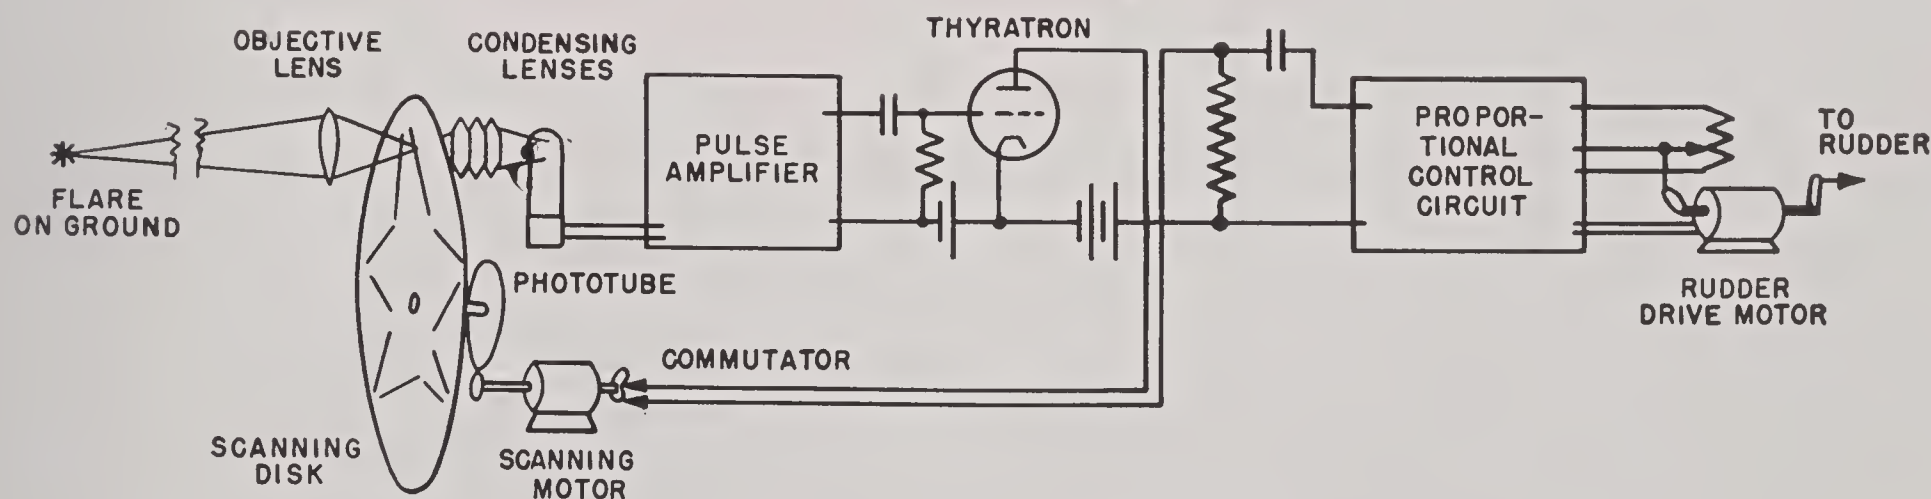 OBJECTIVE
LENS
CONDENSING
LENSES
THYRATRON
FLARE
ON GROUND
PULSE
AMPLIFIER
PROPOR-
TIONAL
CONTROL
CIRCUIT
TO
RUDDER
PHOTOTUBE
RUDDER
DRIVE MOTOR
COMMUTATOR
SCANNING
DISK
SCANNING
MOTOR